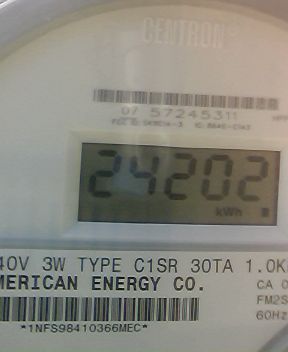 CENTRON
07 57245311
24202
kWh
40V 3W TYPE C1SR 30TA 1.0K
MERICAN ENERGY CO.
CA 0
FM2S
60Hz
*1NFS98410366MEC*